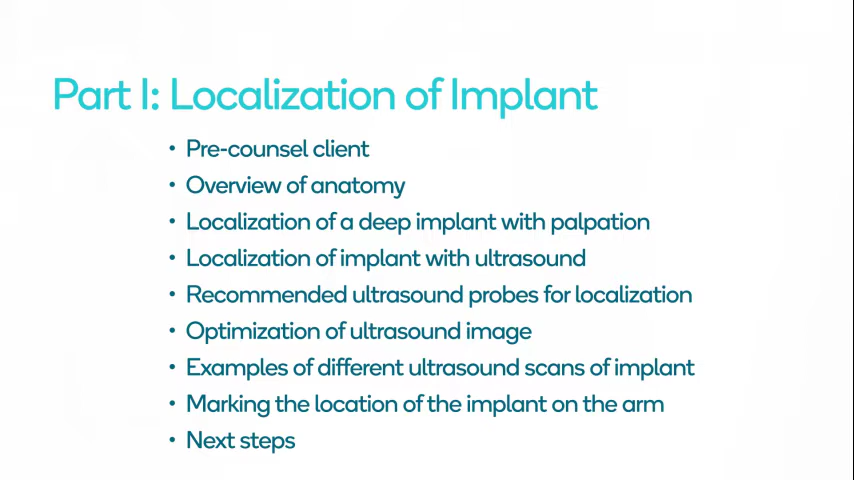 Part I: Localization of Implant
• Pre-counsel client
• Overview of anatomy
• Localization of a deep implant with palpation
• Localization of implant with ultrasound
• Recommended ultrasound probes for localization
• Optimization of ultrasound image
• Examples of different ultrasound scans of implant
• Marking the location of the implant on the arm
• Next steps